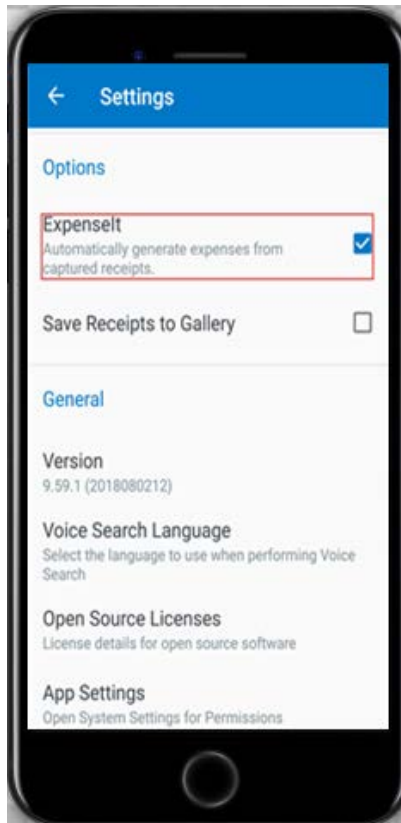 Settings
Options
ExpenseIt
Automatically generate expenses from
captured receipts.
Save Receipts to Gallery
General
Version
9.59.1 (2018080212)
Voice Search Language
Select the language to use when performing Voice
Search
Open Source Licenses
License details for open source software
App Settings
Open System Settings for Permissions